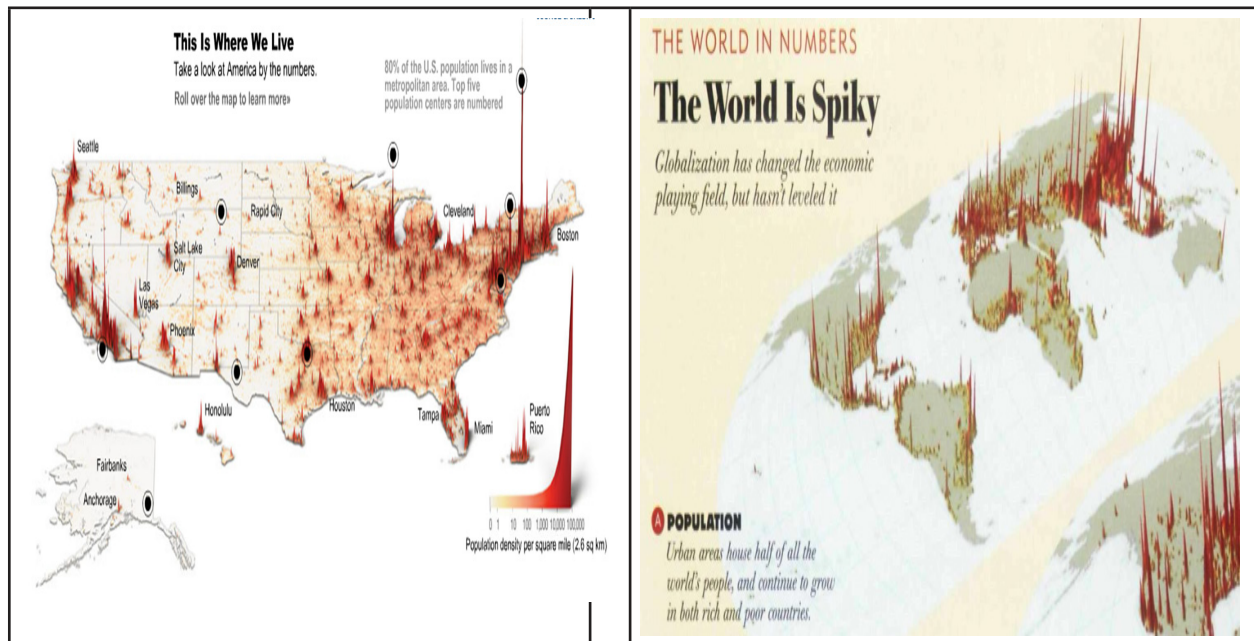 This Is Where We Live
Take a look at America by the numbers.
Roll over the map to learn more»
80% of the U.S. population lives in a
metropolitan area. Top five
population centers are numbered
Seattle
Billings
Rapid City
Cleveland
Boston
Salt Lake
City
Denver
Las
Vegas
Phoenix
Houston
Tampa
Miami
Honolulu
Puerto
Rico
Fairbanks
Anchorage
0 1 10 100 1,000 10,000 100,000
Population density per square mile (2.6 sq km)
THE WORLD IN NUMBERS
The World Is Spiky
Globalization has changed the economic
playing field, but hasn't leveled it
A POPULATION
Urban areas house half of all the
world's people, and continue to grow
in both rich and poor countries.